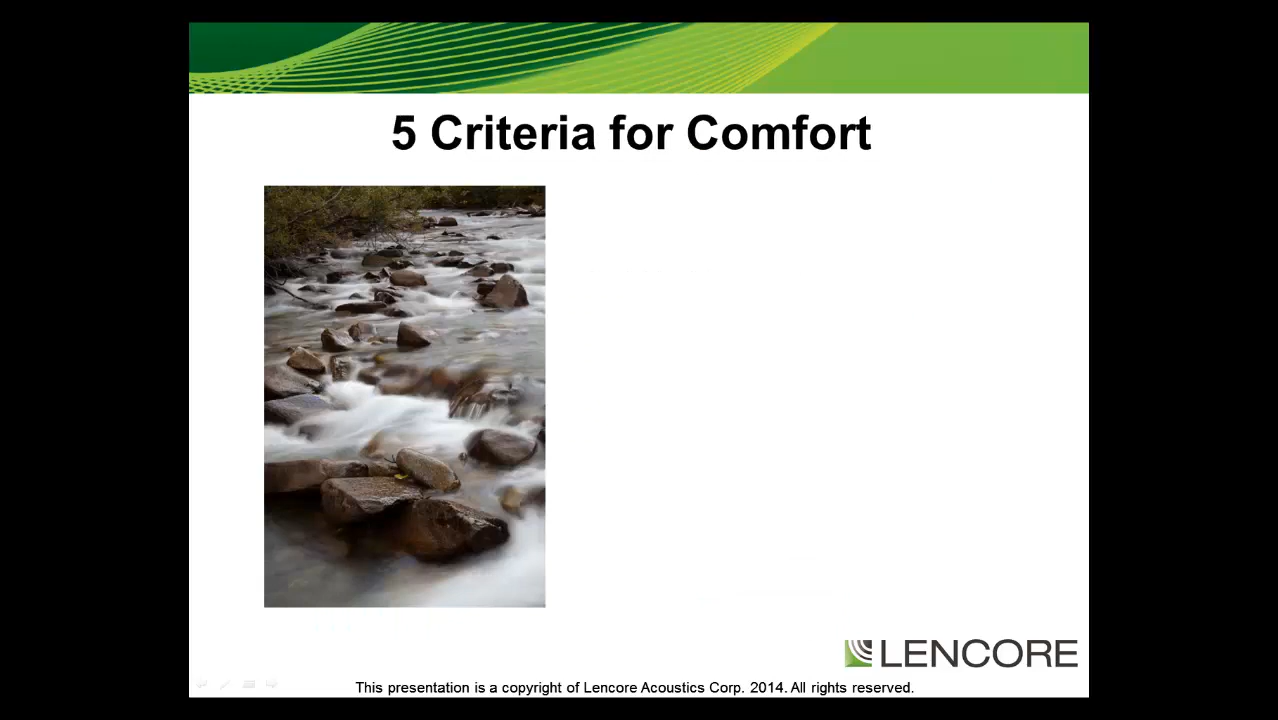 5 Criteria for Comfort
LENCORE
This presentation is a copyright of Lencore Acoustics Corp. 2014. All rights reserved.